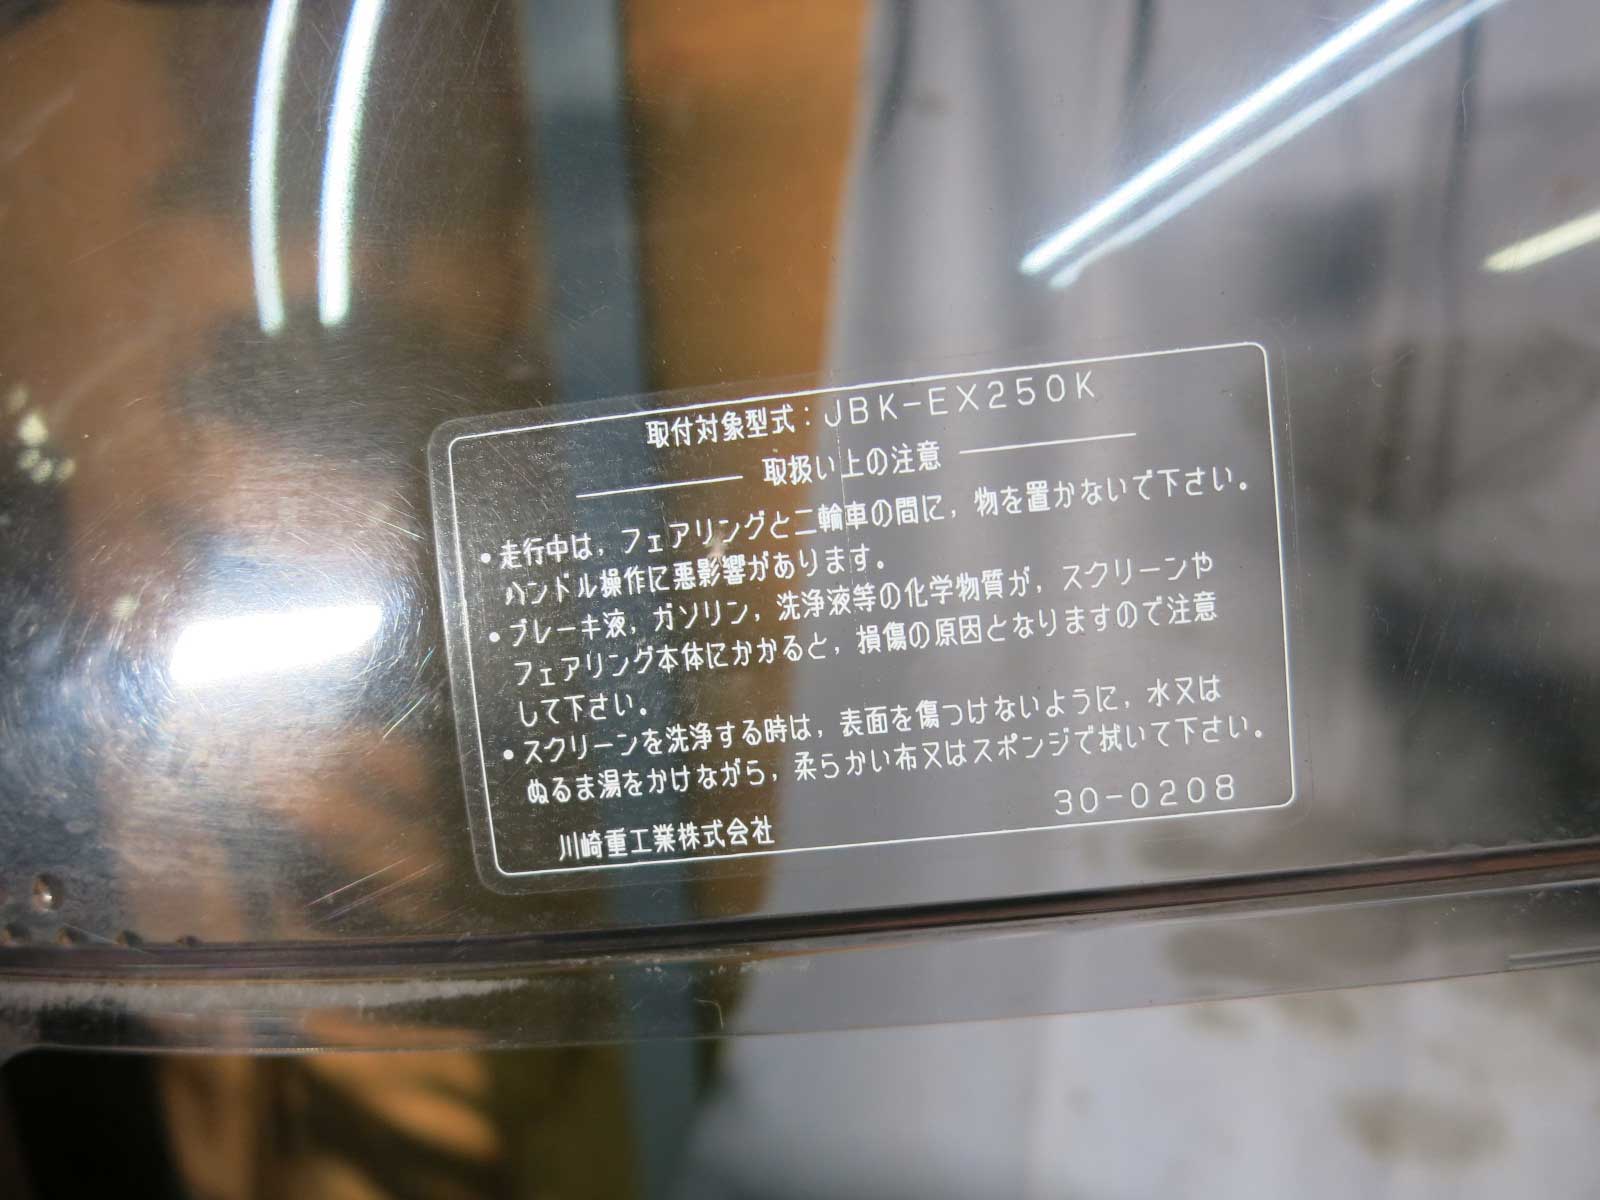 取付対象型式：JBK-EX250K
取扱い上の注意
•走行中は，フェアリングと二輪車の間に，物を置かないで下さい。
ハンドル操作に悪影響があります。
•ブレーキ液，ガソリン，洗浄液等の化学物質が，スクリーンや
フェアリング本体にかかると，損傷の原因となりますので注意
して下さい。
•スクリーンを洗浄する時は，表面を傷つけないように，水又は
ぬるま湯をかけながら，柔らかい布又はスポンジで拭いて下さい。
30-0208
川崎重工業株式会社